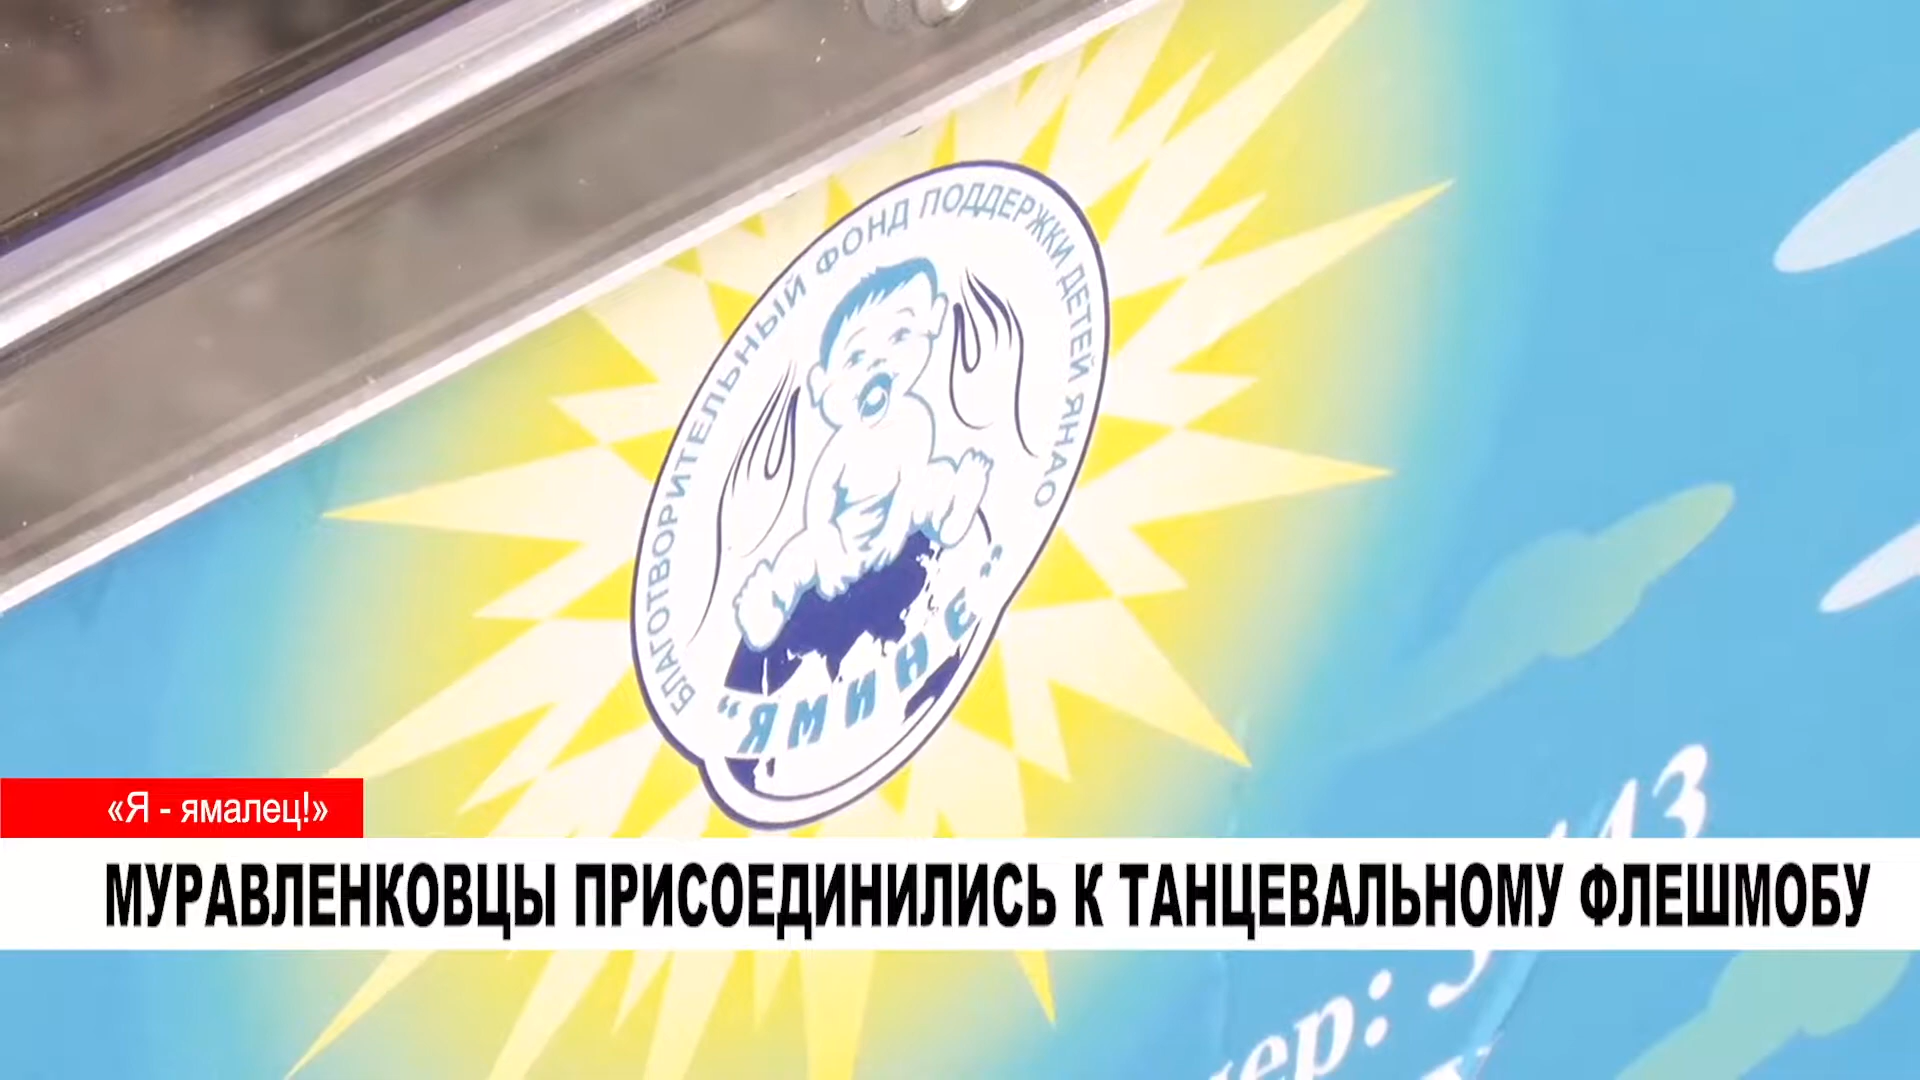 БЛАГОТВОРИТЕЛЬНЫЙ ФОНД ПОДДЕРЖКИ ДЕТЕЙ ЯНАО
"ЯМИНЕ"
«Я - ямалец!»
МУРАВЛЕНКОВЦЫ ПРИСОЕДИНИЛИСЬ К ТАНЦЕВАЛЬНОМУ ФЛЕШМОБУ